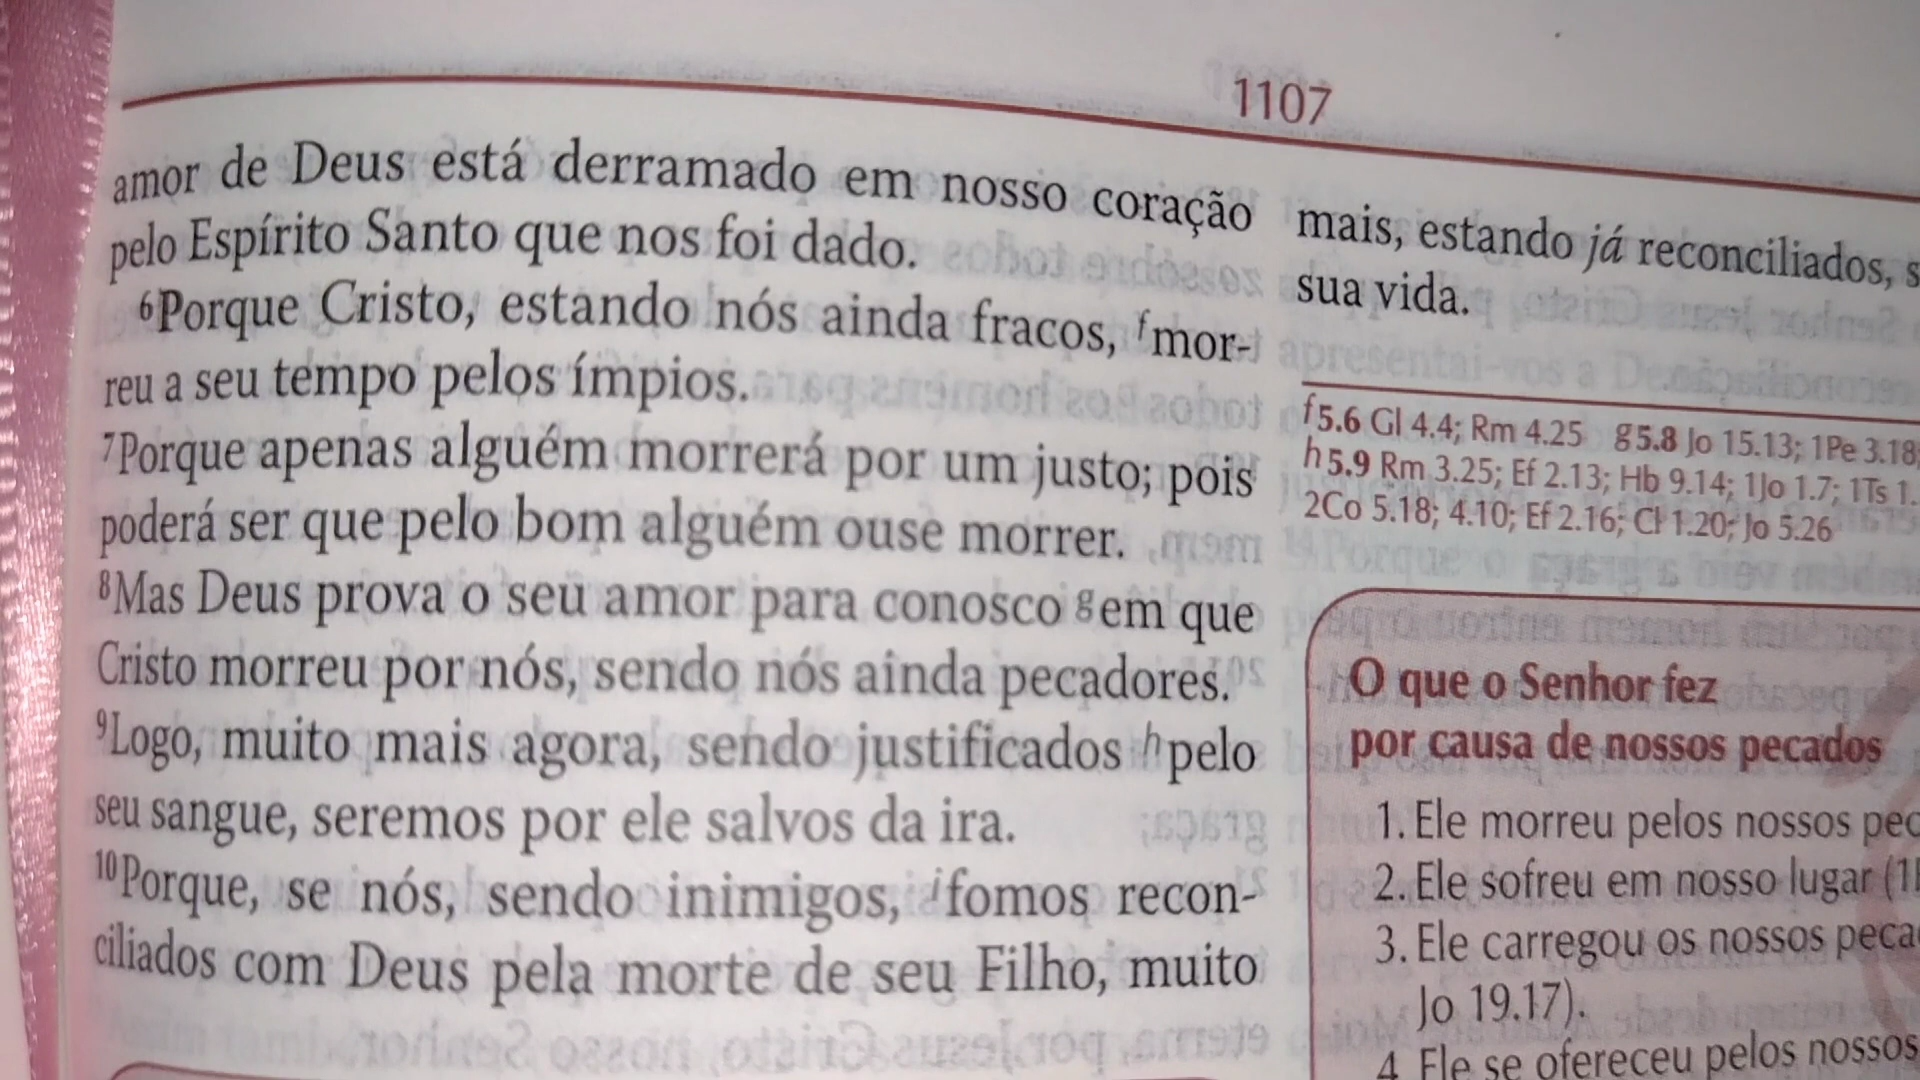 1107
amor de Deus está derramado em nosso coração
pelo Espírito Santo que nos foi dado.
⁶Porque Cristo, estando nós ainda fracos, ᶠmor-
reu a seu tempo pelos ímpios.
⁷Porque apenas alguém morrerá por um justo; pois
poderá ser que pelo bom alguém ouse morrer.
⁸Mas Deus prova o seu amor para conosco ᵍem que
Cristo morreu por nós, sendo nós ainda pecadores.
⁹Logo, muito mais agora, sendo justificados ʰpelo
seu sangue, seremos por ele salvos da ira.
¹⁰Porque, se nós, sendo inimigos, ⁱfomos recon-
ciliados com Deus pela morte de seu Filho, muito
mais, estando já reconciliados,
sua vida.
ᶠ5.6 Gl 4.4; Rm 4.25 ᵍ5.8 Jo 15.13; 1Pe 3.18;
ʰ5.9 Rm 3.25; Ef 2.13; Hb 9.14; 1Jo 1.7; 1Ts 1.
2Co 5.18; 4.10; Ef 2.16; Cl 1.20; Jo 5.26
O que o Senhor fez
por causa de nossos pecados
1. Ele morreu pelos nossos
2. Ele sofreu em nosso lugar
3. Ele carregou os nossos
Jo 19.17).
4 Ele se ofereceu pelos nossos